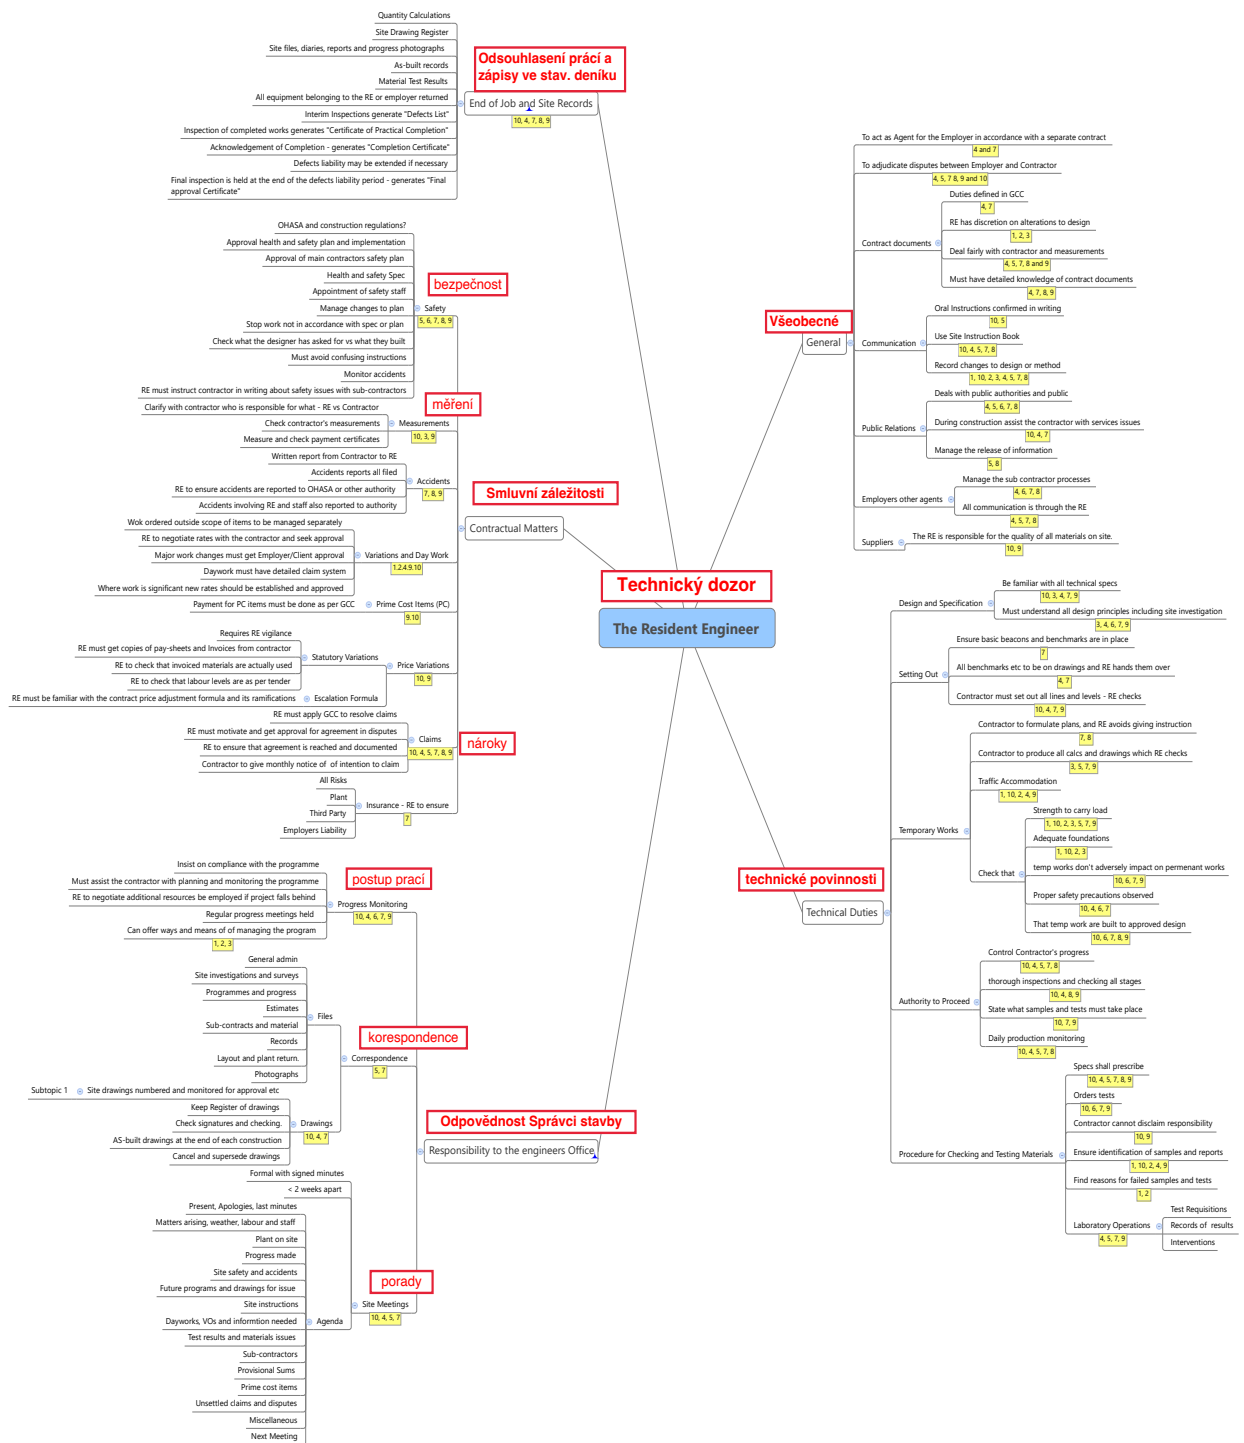 Quantity Calculations
Site Drawing Register
Site files, diaries, reports and progress photographs
As-built records
Material Test Results
All equipment belonging to the RE or employer returned
Interim Inspections generate "Defects List"
Inspection of completed works generates "Certificate of Practical Completion"
Acknowledgement of Completion - generates "Completion Certificate"
Defects liability may be extended if necessary
Final inspection is held at the end of the defects liability period - generates "Final
approval Certificate"
Odsouhlasení prácí a
zápisy ve stav. deníku
End of Job and Site Records
10, 4, 7, 8, 9
OHASA and construction regulations?
Approval health and safety plan and implementation
Approval of main contractors safety plan
Health and safety Spec
Appointment of safety staff
Manage changes to plan
Stop work not in accordance with spec or plan
Check what the designer has asked for vs what they built
Must avoid confusing instructions
Monitor accidents
RE must instruct contractor in writing about safety issues with sub-contractors
bezpečnost
Safety
5, 6, 7, 8, 9
měření
Clarify with contractor who is responsible for what - RE vs Contractor
Check contractor's measurements
Measure and check payment certificates
Measurements
10, 3, 9
Written report from Contractor to RE
Accidents reports all filed
RE to ensure accidents are reported to OHASA or other authority
Accidents involving RE and staff also reported to authority
Accidents
7, 8, 9
Smluvní záležitosti
Contractual Matters
Wok ordered outside scope of items to be managed separately
RE to negotiate rates with the contractor and seek approval
Major work changes must get Employer/Client approval
Daywork must have detailed claim system
Where work is significant new rates should be established and approved
Variations and Day Work
1.2.4.9.10
Payment for PC items must be done as per GCC
Prime Cost Items (PC)
9.10
Requires RE vigilance
RE must get copies of pay-sheets and Invoices from contractor
RE to check that invoiced materials are actually used
RE to check that labour levels are as per tender
Statutory Variations
RE must be familiar with the contract price adjustment formula and its ramifications
Escalation Formula
Price Variations
10, 9
RE must apply GCC to resolve claims
RE must motivate and get approval for agreement in disputes
RE to ensure that agreement is reached and documented
Contractor to give monthly notice of  of intention to claim
Claims
10, 4, 5, 7, 8, 9
nároky
All Risks
Plant
Third Party
Employers Liability
Insurance - RE to ensure
7
Technický dozor
The Resident Engineer
Insist on compliance with the programme
Must assist the contractor with planning and monitoring the programme
RE to negotiate additional resources be employed if project falls behind
Regular progress meetings held
Can offer ways and means of of managing the program
1, 2, 3
postup prací
Progress Monitoring
10, 4, 6, 7, 9
General admin
Site investigations and surveys
Programmes and progress
Estimates
Sub-contracts and material
Records
Layout and plant return.
Photographs
Files
korespondence
Correspondence
5, 7
Subtopic 1
Site drawings numbered and monitored for approval etc
Keep Register of drawings
Check signatures and checking.
AS-built drawings at the end of each construction
Cancel and supersede drawings
Drawings
10, 4, 7
Odpovědnost Správci stavby
Responsibility to the engineers Office
Formal with signed minutes
< 2 weeks apart
Present, Apologies, last minutes
Matters arising, weather, labour and staff
Plant on site
Progress made
Site safety and accidents
Future programs and drawings for issue
Site instructions
Dayworks, VOs and informtion needed
Test results and materials issues
Sub-contractors
Provisional Sums
Prime cost items
Unsettled claims and disputes
Miscellaneous
Next Meeting
Agenda
porady
Site Meetings
10, 4, 5, 7
Všeobecné
General
To act as Agent for the Employer in accordance with a separate contract
4 and 7
To adjudicate disputes between Employer and Contractor
4, 5, 7 8, 9 and 10
Contract documents
Duties defined in GCC
4, 7
RE has discretion on alterations to design
1, 2, 3
Deal fairly with contractor and measurements
4, 5, 7, 8 and 9
Must have detailed knowledge of contract documents
4, 7, 8, 9
Communication
Oral Instructions confirmed in writing
10, 5
Use Site Instruction Book
10, 4, 5, 7, 8
Record changes to design or method
1, 10, 2, 3, 4, 5, 7, 8
Public Relations
Deals with public authorities and public
4, 5, 6, 7, 8
During construction assist the contractor with services issues
10, 4, 7
Manage the release of information
5, 8
Employers other agents
Manage the sub contractor processes
4, 6, 7, 8
All communication is through the RE
4, 5, 7, 8
Suppliers
The RE is responsible for the quality of all materials on site.
10, 9
technické povinnosti
Technical Duties
Design and Specification
Be familiar with all technical specs
10, 3, 4, 7, 9
Must understand all design principles including site investigation
3, 4, 6, 7, 9
Setting Out
Ensure basic beacons and benchmarks are in place
7
All benchmarks etc to be on drawings and RE hands them over
4, 7
Contractor must set out all lines and levels - RE checks
10, 4, 7, 9
Temporary Works
Contractor to formulate plans, and RE avoids giving instruction
7, 8
Contractor to produce all calcs and drawings which RE checks
3, 5, 7, 9
Traffic Accommodation
1, 10, 2, 4, 9
Check that
Strength to carry load
1, 10, 2, 3, 5, 7, 9
Adequate foundations
1, 10, 2, 3
temp works don't adversely impact on permenant works
10, 6, 7, 9
Proper safety precautions observed
10, 4, 6, 7
That temp work are built to approved design
10, 6, 7, 8, 9
Authority to Proceed
Control Contractor's progress
10, 4, 5, 7, 8
thorough inspections and checking all stages
10, 4, 8, 9
State what samples and tests must take place
10, 7, 9
Daily production monitoring
10, 4, 5, 7, 8
Procedure for Checking and Testing Materials
Specs shall prescribe
10, 4, 5, 7, 8, 9
Orders tests
10, 6, 7, 9
Contractor cannot disclaim responsibility
10, 9
Ensure identification of samples and reports
1, 10, 2, 4, 9
Find reasons for failed samples and tests
1, 2
Laboratory Operations
4, 5, 7, 9
Test Requisitions
Records of  results
Interventions